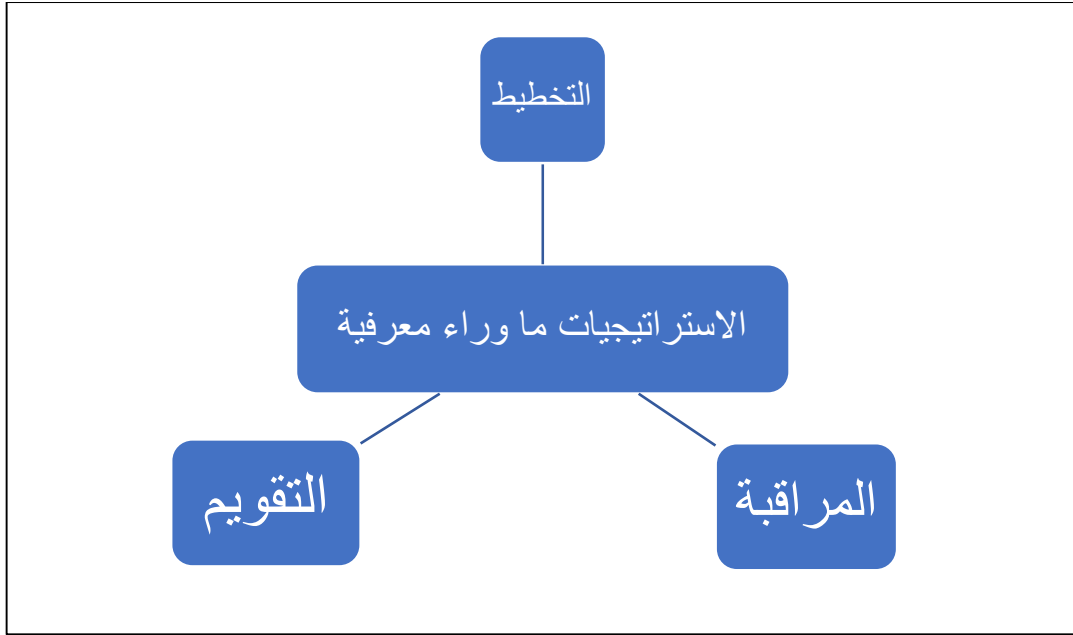 التخطيط
الاستراتيجيات ما وراء معرفية
المراقبة
التقويم